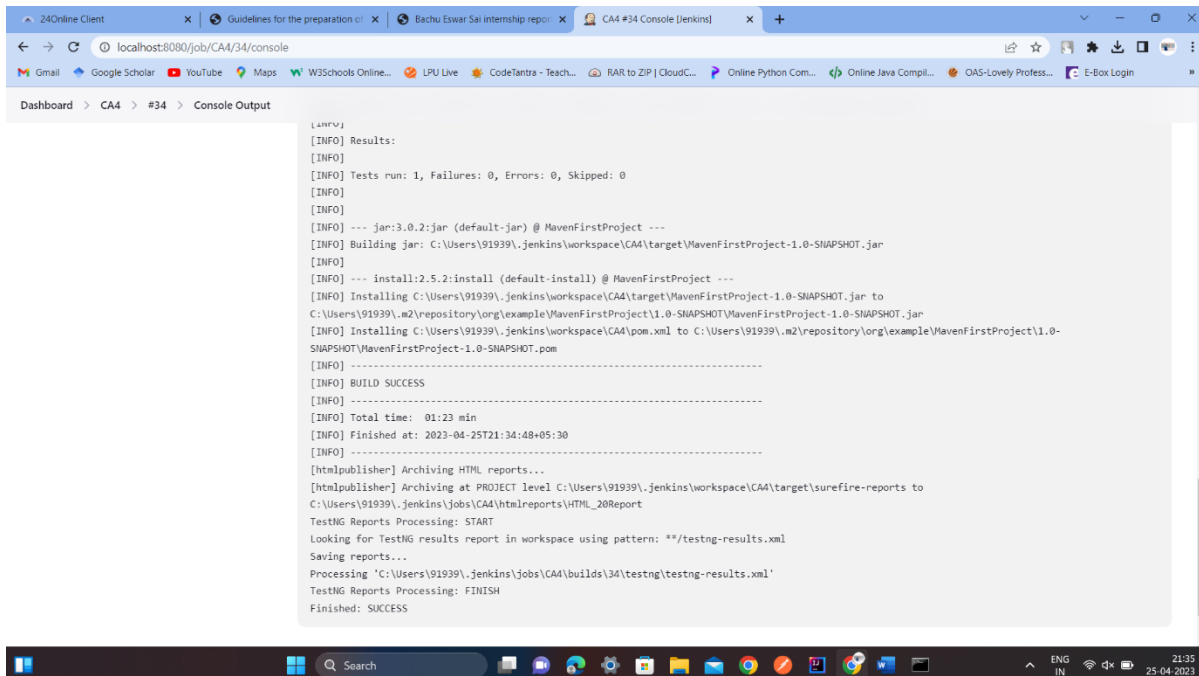 24Online Client
Guidelines for the preparation of
Bachu Eswar Sai internship repor
CA4 #34 Console [Jenkins]
localhost:8080/job/CA4/34/console
Gmail Google Scholar YouTube Maps W3Schools Online... LPU Live CodeTantra - Teach... RAR to ZIP | CloudC... Online Python Com... Online Java Compil... OAS-Lovely Profess... E-Box Login »
Dashboard > CA4 > #34 > Console Output
[INFO]
[INFO] Results:
[INFO]
[INFO] Tests run: 1, Failures: 0, Errors: 0, Skipped: 0
[INFO]
[INFO]
[INFO] --- jar:3.0.2:jar (default-jar) @ MavenFirstProject ---
[INFO] Building jar: C:\Users\91939\.jenkins\workspace\CA4\target\MavenFirstProject-1.0-SNAPSHOT.jar
[INFO]
[INFO] --- install:2.5.2:install (default-install) @ MavenFirstProject ---
[INFO] Installing C:\Users\91939\.jenkins\workspace\CA4\target\MavenFirstProject-1.0-SNAPSHOT.jar to
C:\Users\91939\.m2\repository\org\example\MavenFirstProject\1.0-SNAPSHOT\MavenFirstProject-1.0-SNAPSHOT.jar
[INFO] Installing C:\Users\91939\.jenkins\workspace\CA4\pom.xml to C:\Users\91939\.m2\repository\org\example\MavenFirstProject\1.0-
SNAPSHOT\MavenFirstProject-1.0-SNAPSHOT.pom
[INFO] ------------------------------------------------------------------------
[INFO] BUILD SUCCESS
[INFO] ------------------------------------------------------------------------
[INFO] Total time:  01:23 min
[INFO] Finished at: 2023-04-25T21:34:48+05:30
[INFO] ------------------------------------------------------------------------
[htmlpublisher] Archiving HTML reports...
[htmlpublisher] Archiving at PROJECT level C:\Users\91939\.jenkins\workspace\CA4\target\surefire-reports to
C:\Users\91939\.jenkins\jobs\CA4\htmlreports\HTML_20Report
TestNG Reports Processing: START
Looking for TestNG results report in workspace using pattern: **/testng-results.xml
Saving reports...
Processing 'C:\Users\91939\.jenkins\jobs\CA4\builds\34\testng\testng-results.xml'
TestNG Reports Processing: FINISH
Finished: SUCCESS
Search
ENG
IN
21:35
25-04-2023